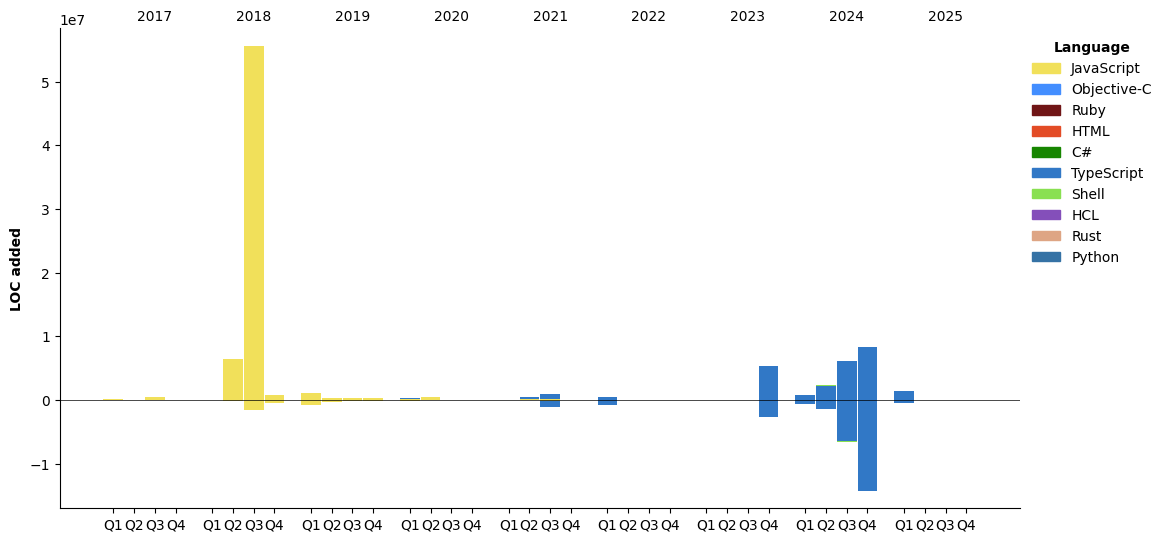 2017 2018 2019 2020 2021 2022 2023 2024 2025
1e7
5
4
3
2
1
0
−1
LOC added
Q1 Q2 Q3 Q4 Q1 Q2 Q3 Q4 Q1 Q2 Q3 Q4 Q1 Q2 Q3 Q4 Q1 Q2 Q3 Q4 Q1 Q2 Q3 Q4 Q1 Q2 Q3 Q4 Q1 Q2 Q3 Q4 Q1 Q2 Q3 Q4
Language
JavaScript
Objective-C
Ruby
HTML
C#
TypeScript
Shell
HCL
Rust
Python